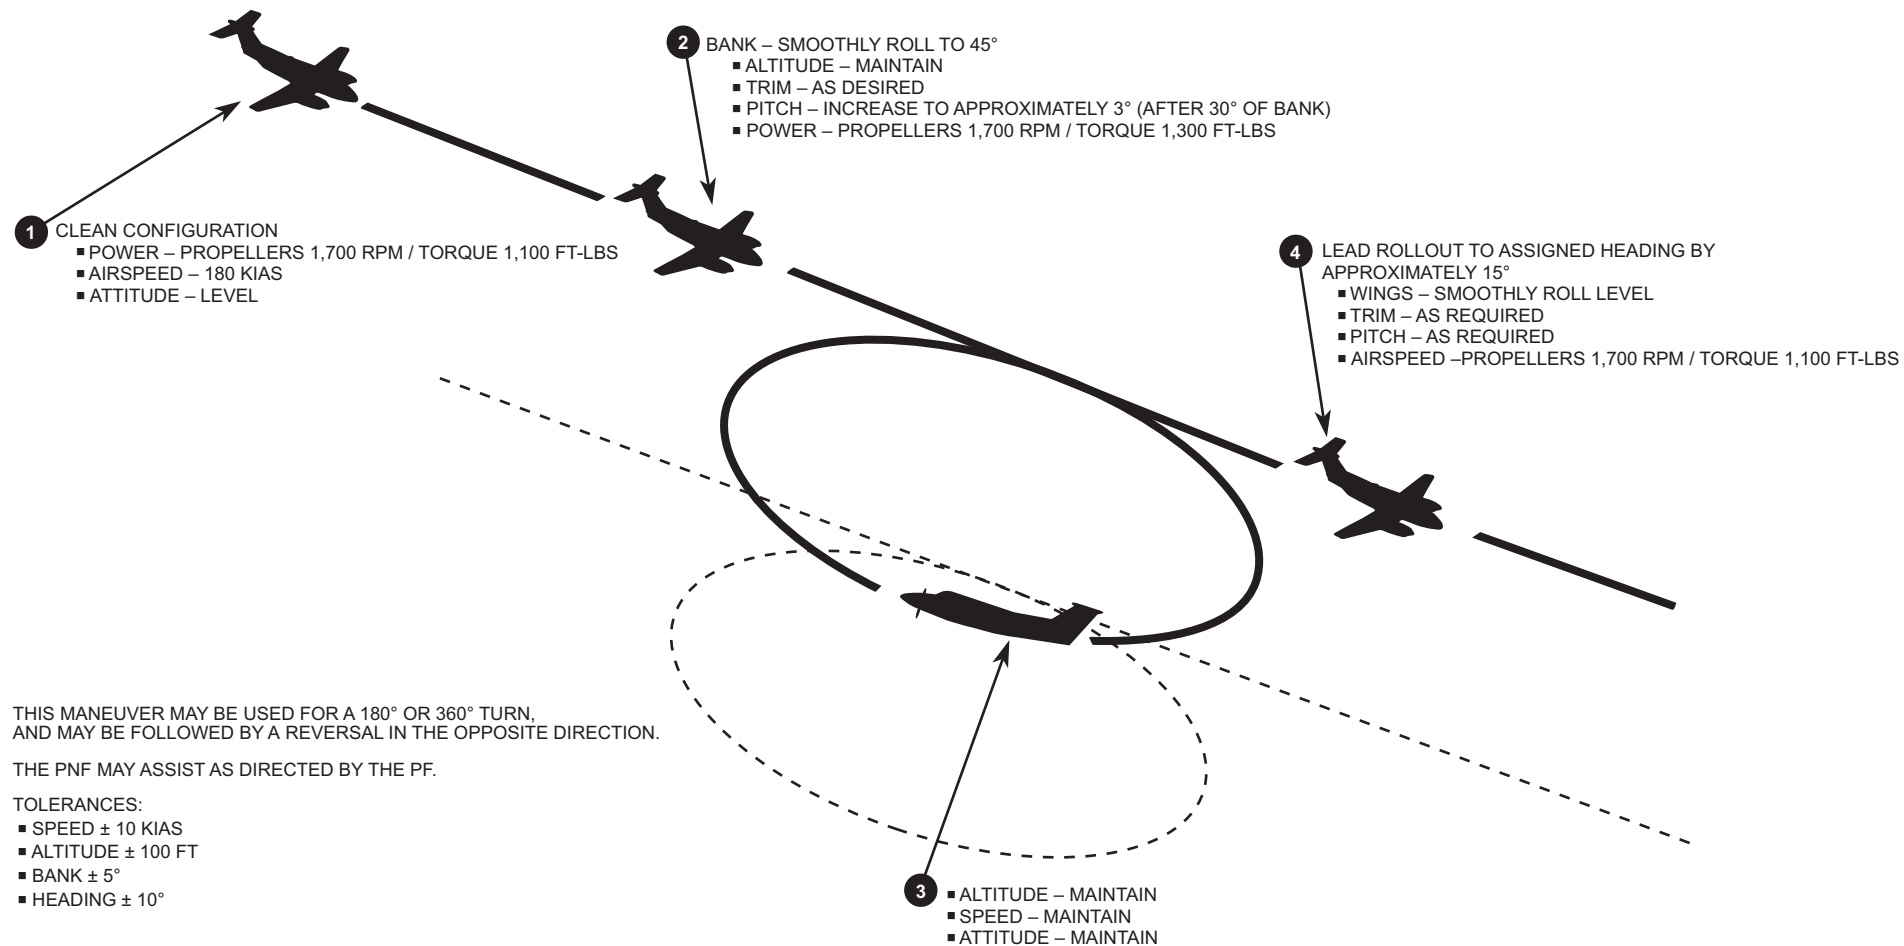 1
CLEAN CONFIGURATION
▪ POWER – PROPELLERS 1,700 RPM / TORQUE 1,100 FT-LBS
▪ AIRSPEED – 180 KIAS
▪ ATTITUDE – LEVEL
2
BANK – SMOOTHLY ROLL TO 45°
▪ ALTITUDE – MAINTAIN
▪ TRIM – AS DESIRED
▪ PITCH – INCREASE TO APPROXIMATELY 3° (AFTER 30° OF BANK)
▪ POWER – PROPELLERS 1,700 RPM / TORQUE 1,300 FT-LBS
3
▪ ALTITUDE – MAINTAIN
▪ SPEED – MAINTAIN
▪ ATTITUDE – MAINTAIN
4
LEAD ROLLOUT TO ASSIGNED HEADING BY
APPROXIMATELY 15°
▪ WINGS – SMOOTHLY ROLL LEVEL
▪ TRIM – AS REQUIRED
▪ PITCH – AS REQUIRED
▪ AIRSPEED –PROPELLERS 1,700 RPM / TORQUE 1,100 FT-LBS
THIS MANEUVER MAY BE USED FOR A 180° OR 360° TURN,
AND MAY BE FOLLOWED BY A REVERSAL IN THE OPPOSITE DIRECTION.
THE PNF MAY ASSIST AS DIRECTED BY THE PF.
TOLERANCES:
▪ SPEED ± 10 KIAS
▪ ALTITUDE ± 100 FT
▪ BANK ± 5°
▪ HEADING ± 10°